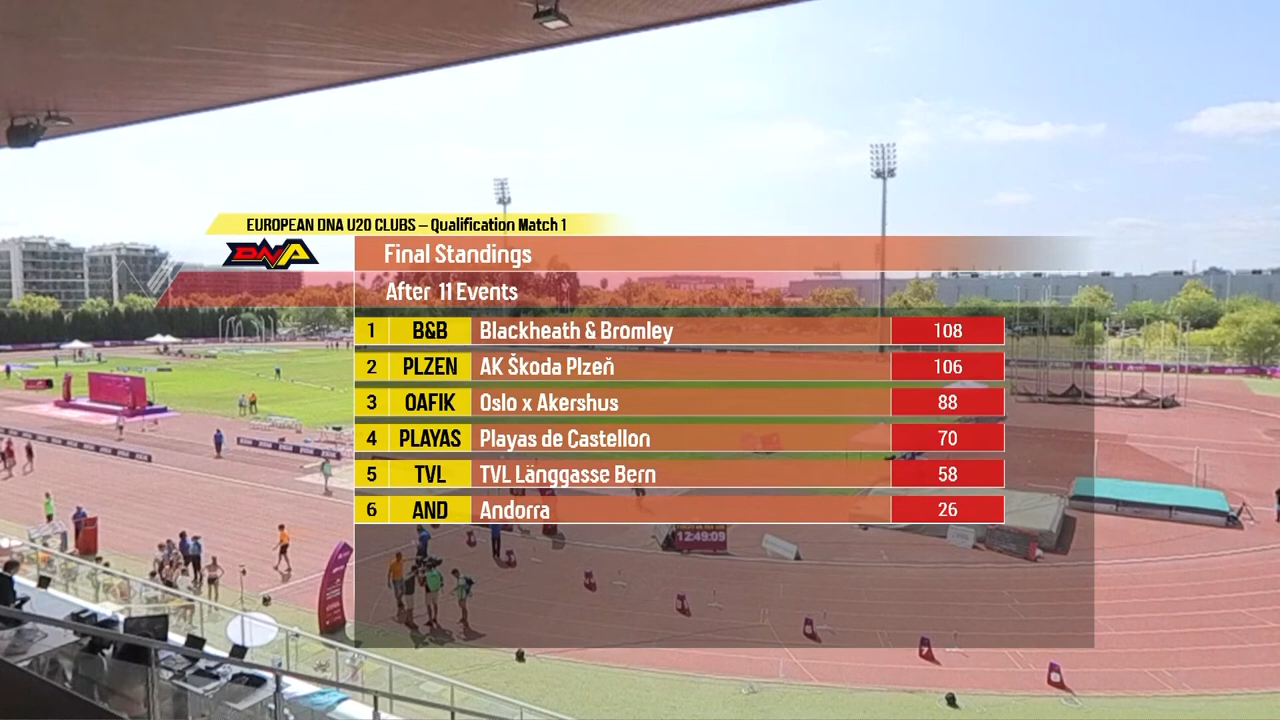 EUROPEAN DNA U20 CLUBS – Qualification Match 1
DNA
Final Standings
After 11 Events
1 B&B Blackheath & Bromley 108
2 PLZEN AK Škoda Plzeň 106
3 OAFIK Oslo x Akershus 88
4 PLAYAS Playas de Castellon 70
5 TVL TVL Länggasse Bern 58
6 AND Andorra 26
12:49:09